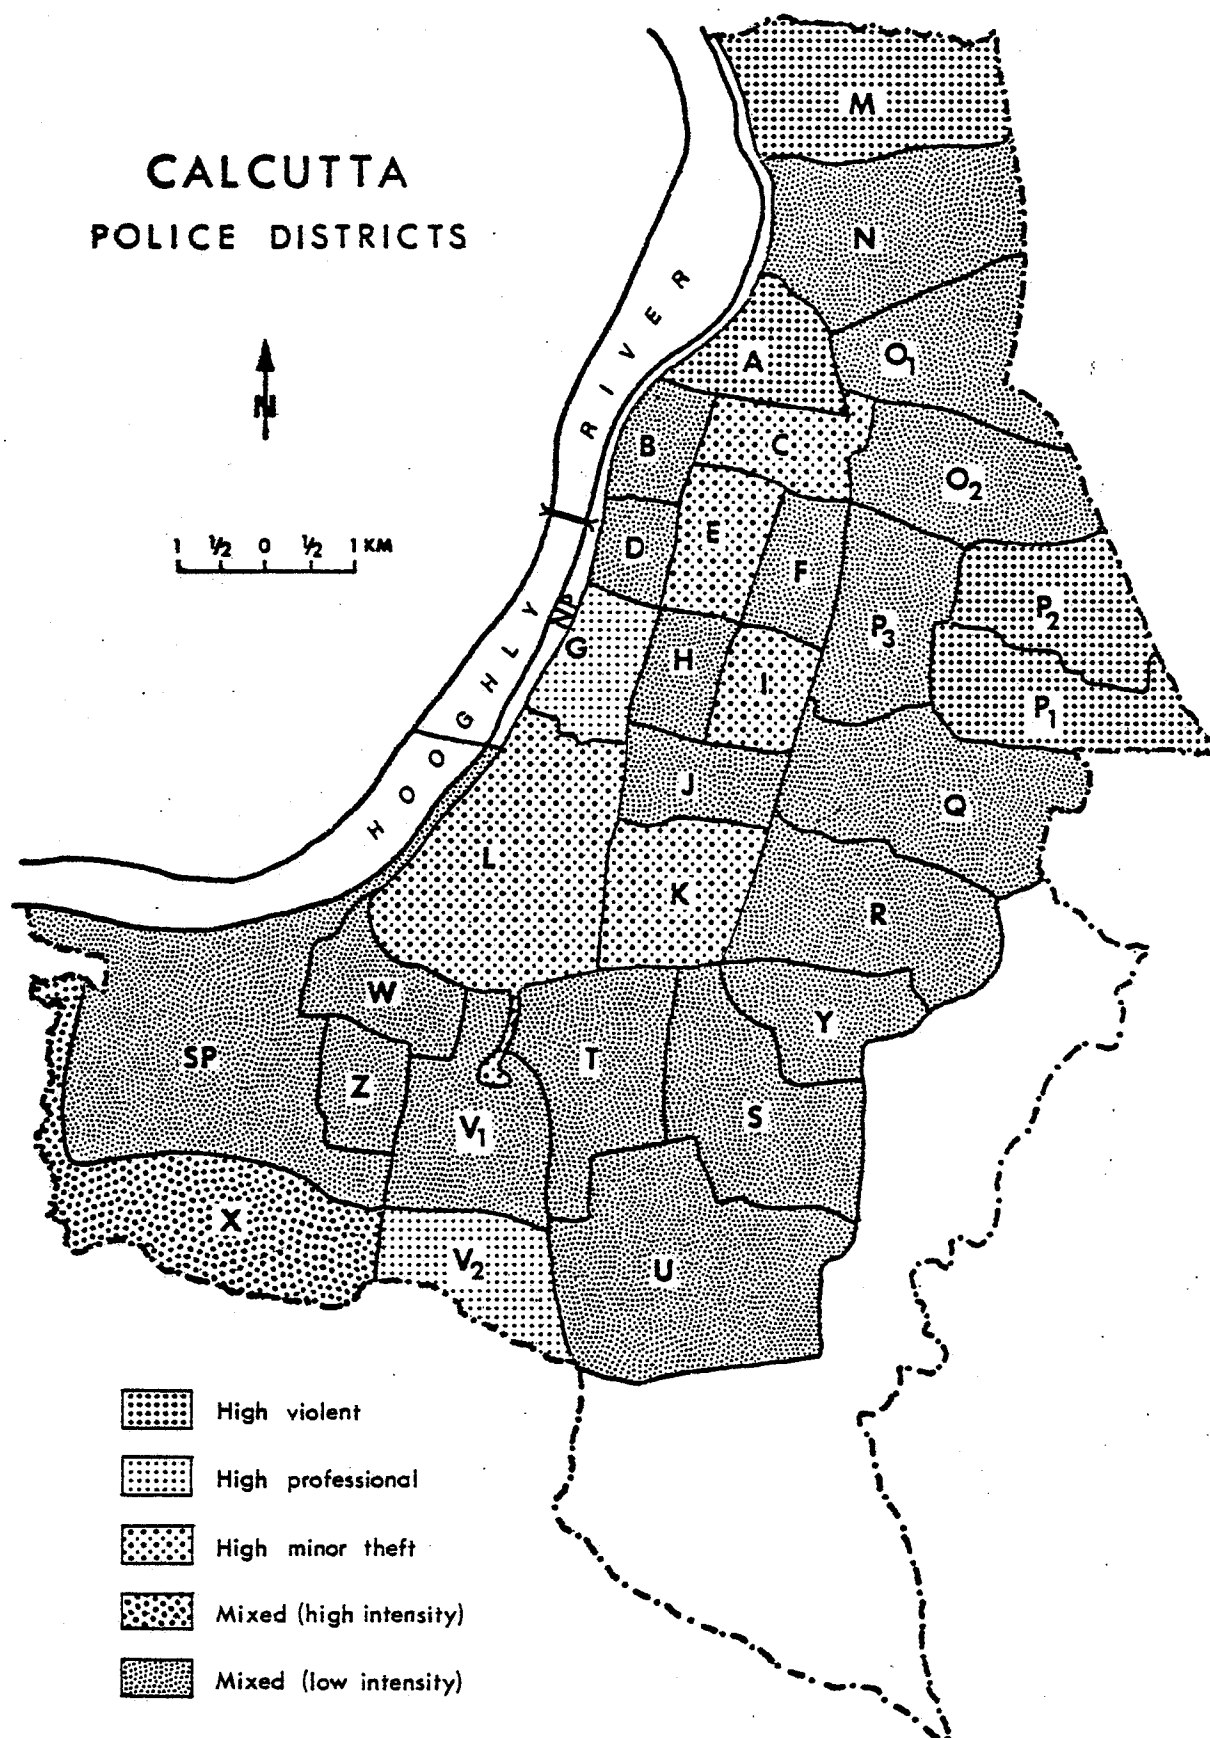 CALCUTTA
POLICE DISTRICTS
N
1 ½ 0 ½ 1 KM
HOOGHLY RIVER
M
N
A
O1
B
C
O2
D
E
F
P2
NP
G
H
I
P3
P1
J
Q
L
K
R
W
SP
Z
T
Y
V1
S
X
V2
U
High violent
High professional
High minor theft
Mixed (high intensity)
Mixed (low intensity)